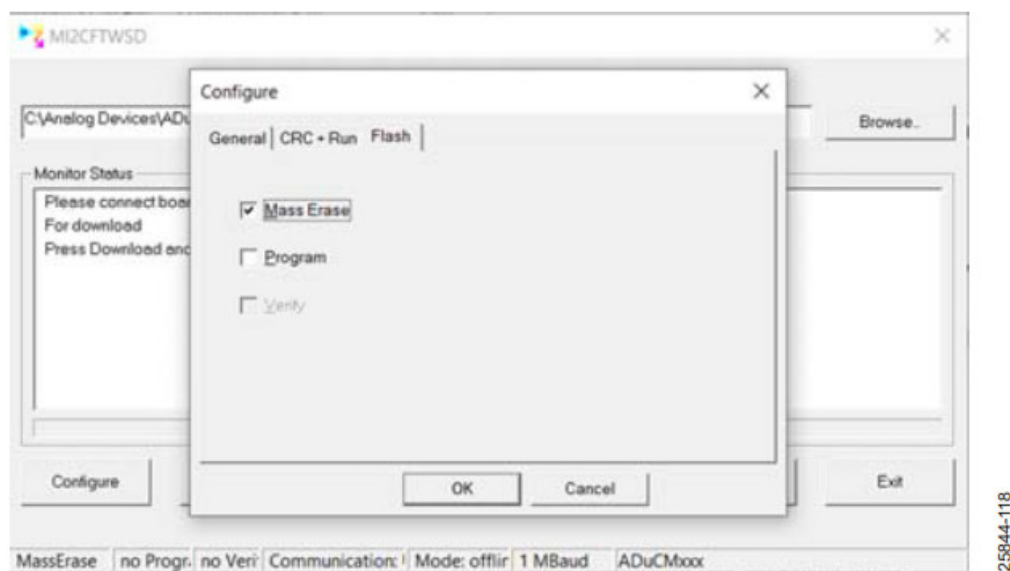 MI2CFTWSD
Configure
C:\Analog Devices\ADu
Browse..
General CRC + Run Flash
Monitor Status
Please connect boar
For download
Press Download and
Mass Erase
Program
Verify
Configure
OK
Cancel
Exit
MassErase no Progr. no Veri Communication: Mode: offlir 1 MBaud ADuCMxxx
25844-118